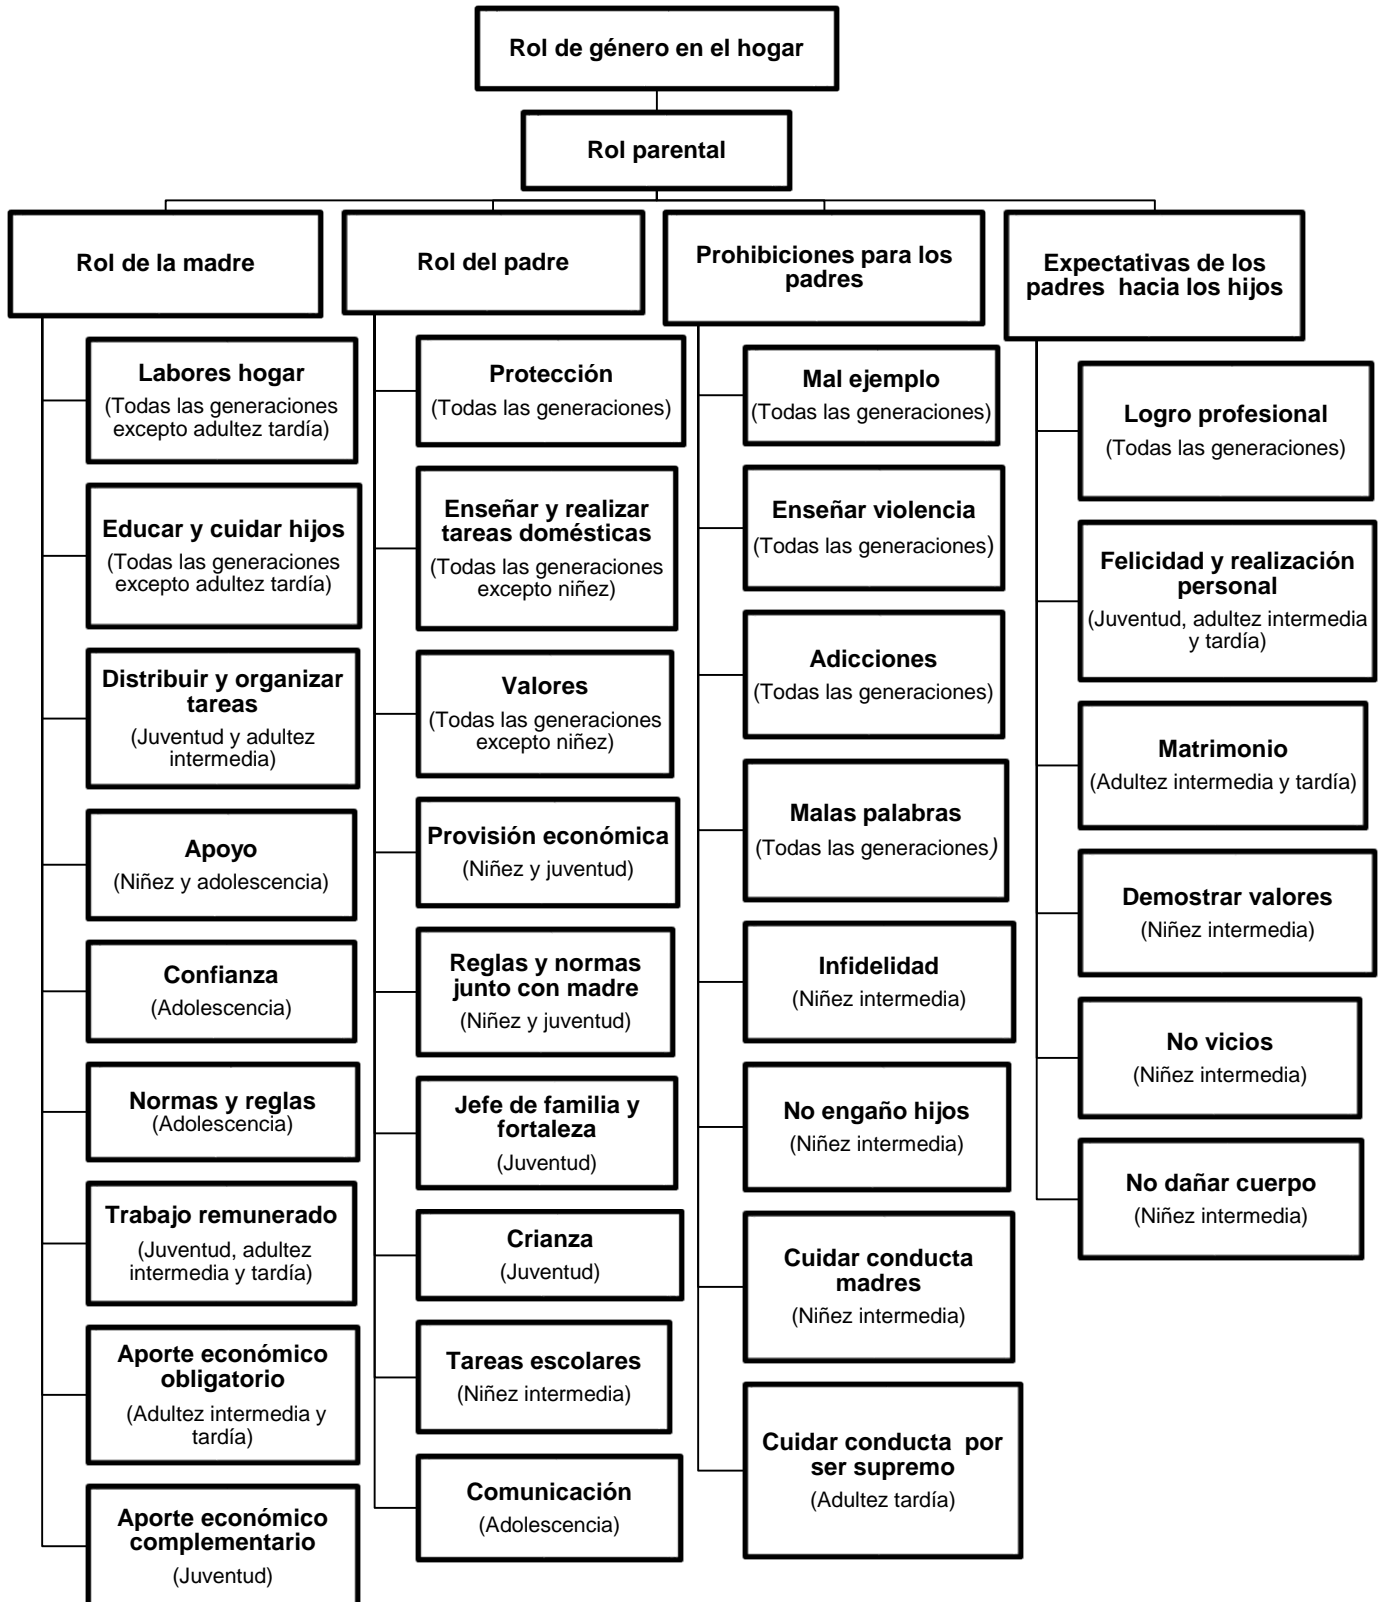 Rol de género en el hogar
Rol parental
Rol de la madre
Labores hogar
(Todas las generaciones
excepto adultez tardía)
Educar y cuidar hijos
(Todas las generaciones
excepto adultez tardía)
Distribuir y organizar
tareas
(Juventud y adultez
intermedia)
Apoyo
(Niñez y adolescencia)
Confianza
(Adolescencia)
Normas y reglas
(Adolescencia)
Trabajo remunerado
(Juventud, adultez
intermedia y tardía)
Aporte económico
obligatorio
(Adultez intermedia y
tardía)
Aporte económico
complementario
(Juventud)
Rol del padre
Protección
(Todas las generaciones)
Enseñar y realizar
tareas domésticas
(Todas las generaciones
excepto niñez)
Valores
(Todas las generaciones
excepto niñez)
Provisión económica
(Niñez y juventud)
Reglas y normas
junto con madre
(Niñez y juventud)
Jefe de familia y
fortaleza
(Juventud)
Crianza
(Juventud)
Tareas escolares
(Niñez intermedia)
Comunicación
(Adolescencia)
Prohibiciones para los
padres
Mal ejemplo
(Todas las generaciones)
Enseñar violencia
(Todas las generaciones)
Adicciones
(Todas las generaciones)
Malas palabras
(Todas las generaciones)
Infidelidad
(Niñez intermedia)
No engaño hijos
(Niñez intermedia)
Cuidar conducta
madres
(Niñez intermedia)
Cuidar conducta por
ser supremo
(Adultez tardía)
Expectativas de los
padres hacia los hijos
Logro profesional
(Todas las generaciones)
Felicidad y realización
personal
(Juventud, adultez intermedia
y tardía)
Matrimonio
(Adultez intermedia y tardía)
Demostrar valores
(Niñez intermedia)
No vicios
(Niñez intermedia)
No dañar cuerpo
(Niñez intermedia)